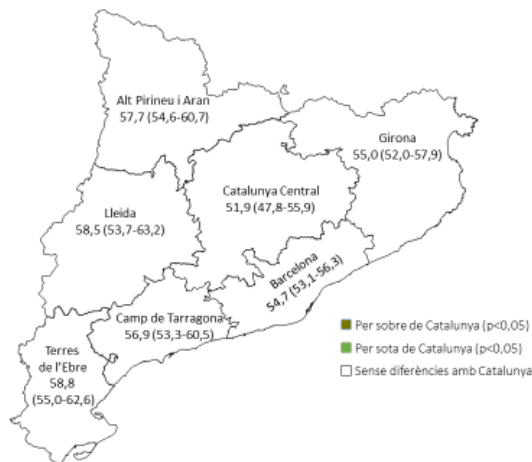 Alt Pirineu i Aran
57,7 (54,6-60,7)
Girona
55,0 (52,0-57,9)
Catalunya Central
51,9 (47,8-55,9)
Lleida
58,5 (53,7-63,2)
Barcelona
54,7 (53,1-56,3)
Camp de Tarragona
56,9 (53,3-60,5)
Terres
de l'Ebre
58,8
(55,0-62,6)
Per sobre de Catalunya (p<0,05)
Per sota de Catalunya (p<0,05)
Sense diferències amb Catalunya